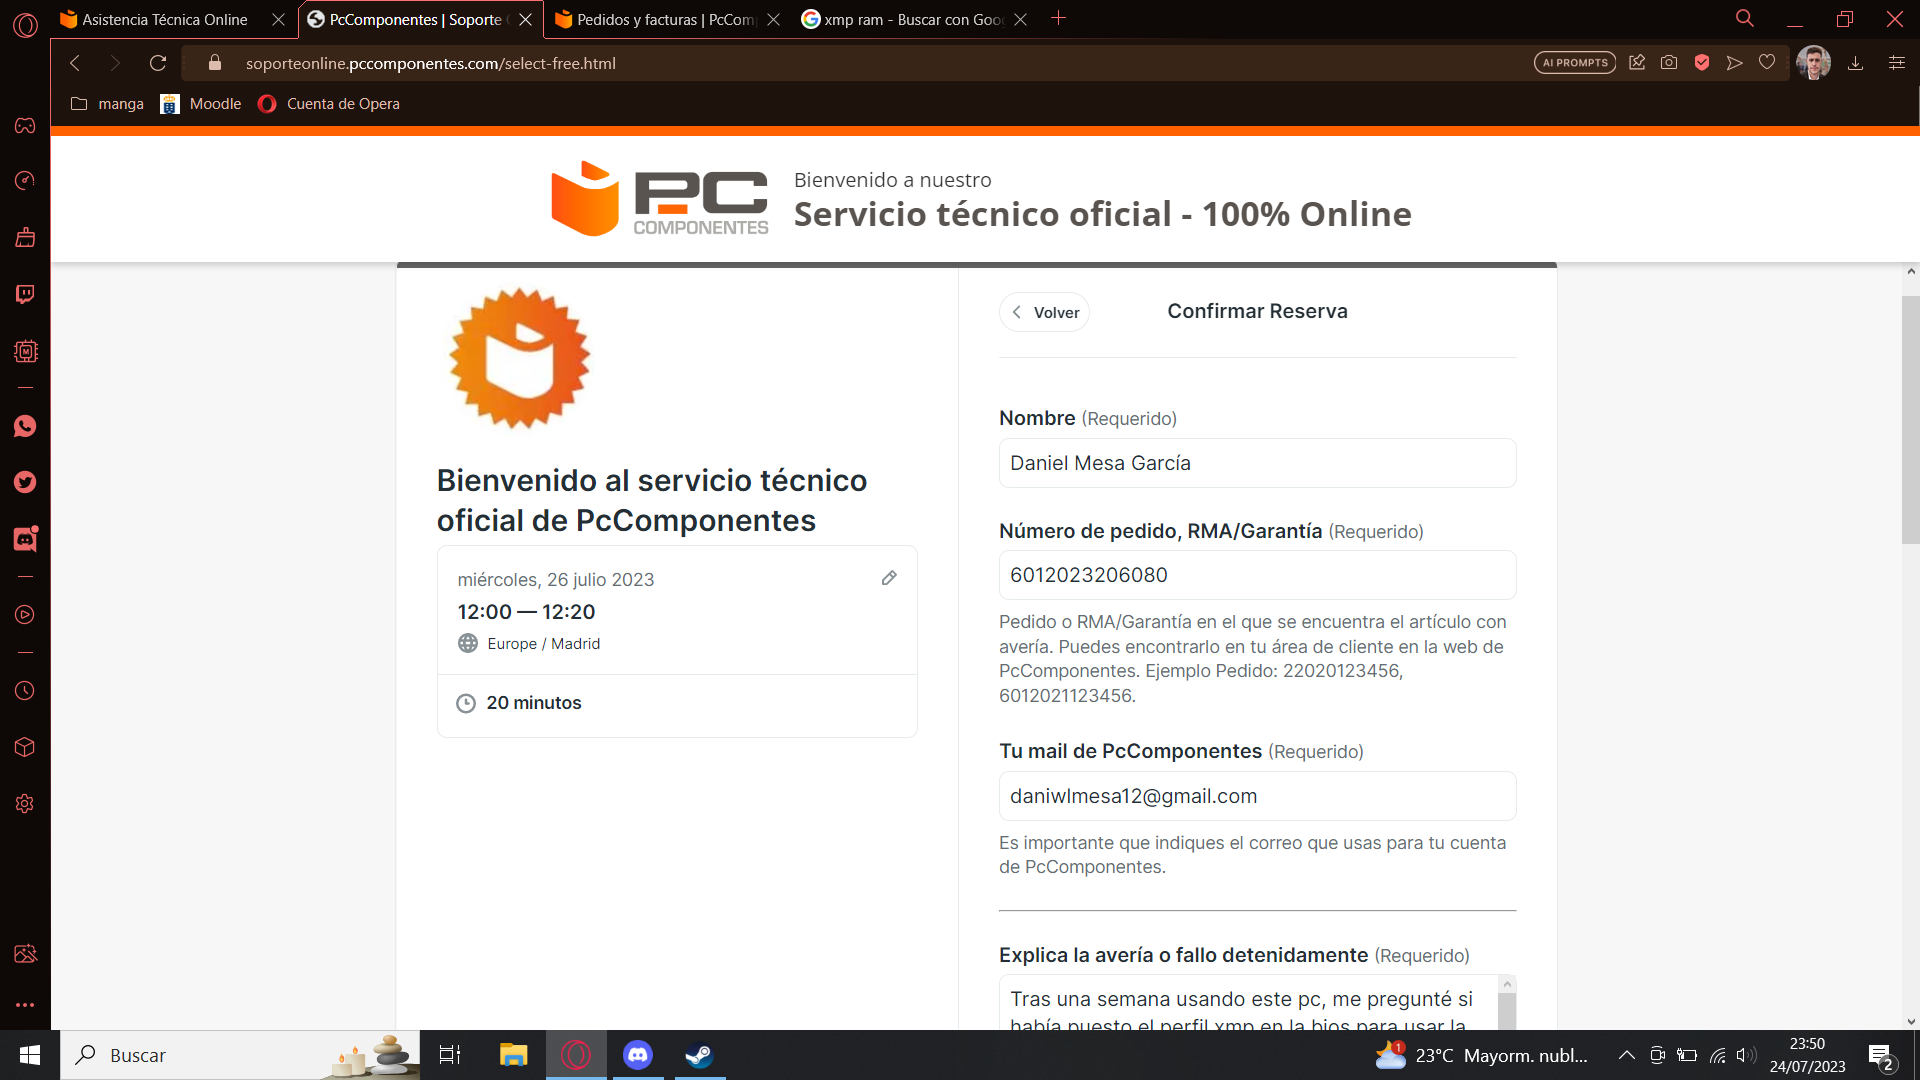 Asistencia Técnica Online
PcComponentes | Soporte
Pedidos y facturas | PcCom
xmp ram - Buscar con Goo
soporteonline.pccomponentes.com/select-free.html
AI PROMPTS
manga
Moodle
Cuenta de Opera
PC
COMPONENTES
Bienvenido a nuestro
Servicio técnico oficial - 100% Online
Bienvenido al servicio técnico
oficial de PcComponentes
miércoles, 26 julio 2023
12:00 — 12:20
Europe / Madrid
20 minutos
Volver
Confirmar Reserva
Nombre (Requerido)
Daniel Mesa García
Número de pedido, RMA/Garantía (Requerido)
6012023206080
Pedido o RMA/Garantía en el que se encuentra el artículo con
avería. Puedes encontrarlo en tu área de cliente en la web de
PcComponentes. Ejemplo Pedido: 22020123456,
6012021123456.
Tu mail de PcComponentes (Requerido)
daniwlmesa12@gmail.com
Es importante que indiques el correo que usas para tu cuenta
de PcComponentes.
Explica la avería o fallo detenidamente (Requerido)
Tras una semana usando este pc, me pregunté si
había puesto el perfil xmp en la bios para usar la
Buscar
1
23°C Mayorm. nubl...
23:50
24/07/2023
2